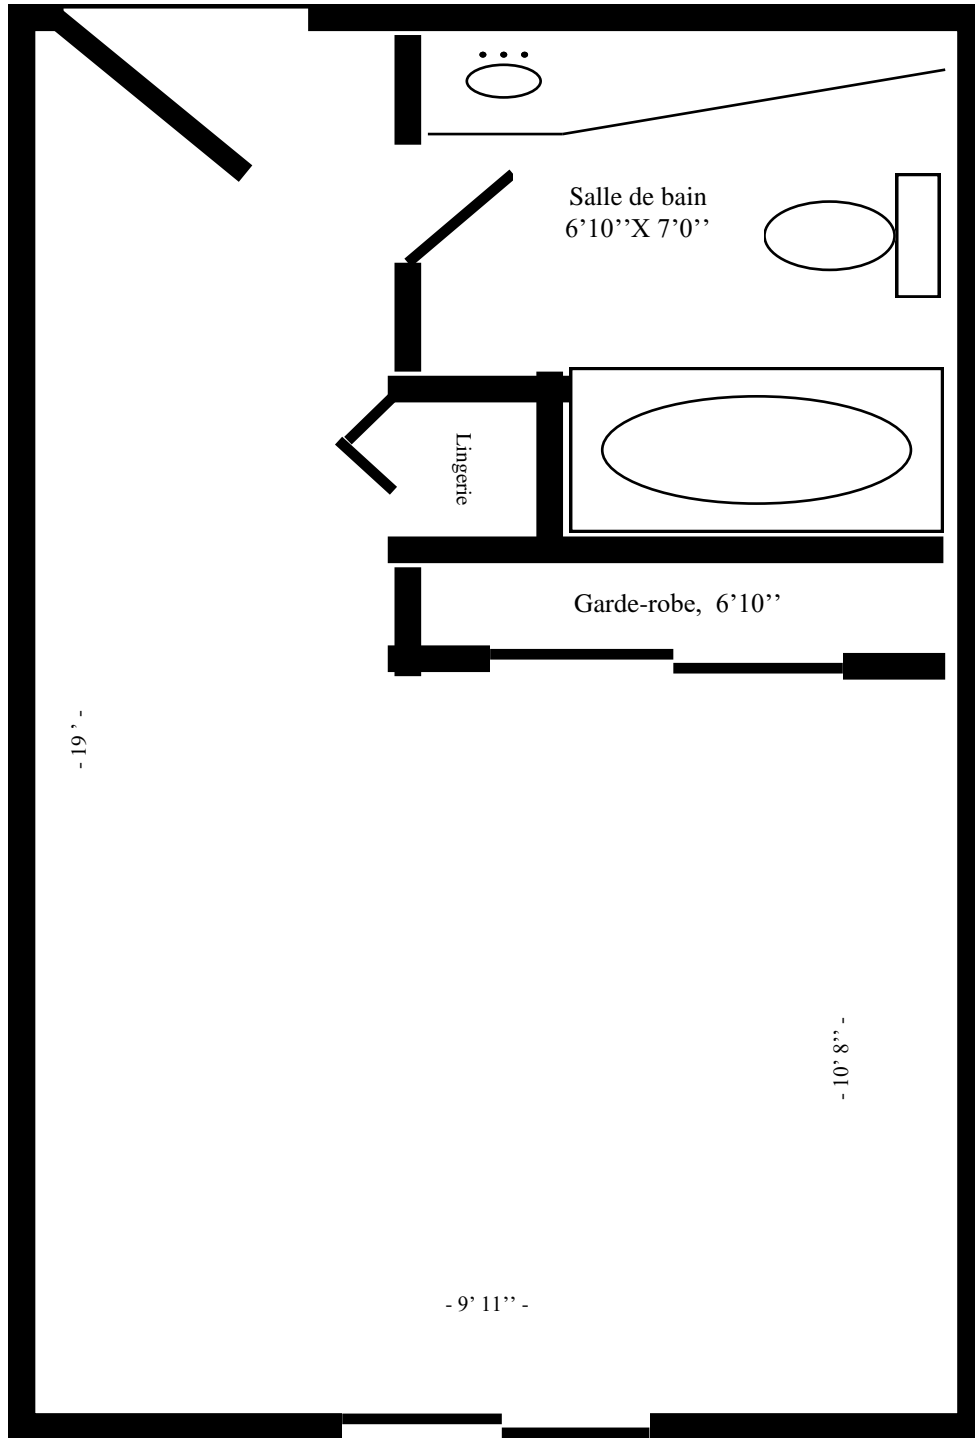 Salle de bain
6’10’’X 7’0’’
Lingerie
Garde-robe,  6’10’’
- 19 ’ -
- 10’ 8’’ -
- 9’ 11’’ -